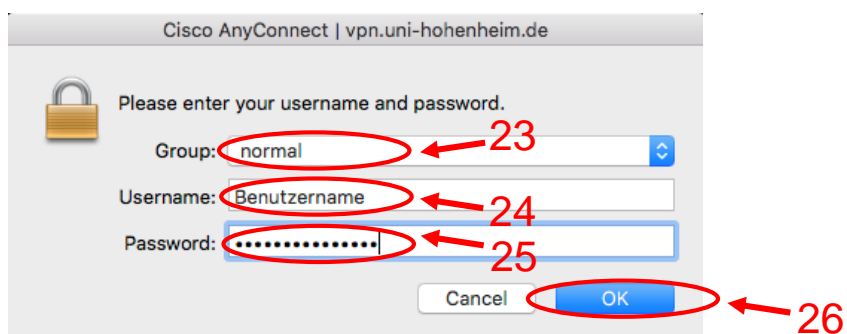 Cisco AnyConnect | vpn.uni-hohenheim.de
Please enter your username and password.
Group: normal 23
Username: Benutzername 24
Password: ••••••••••••••• 25
Cancel OK 26